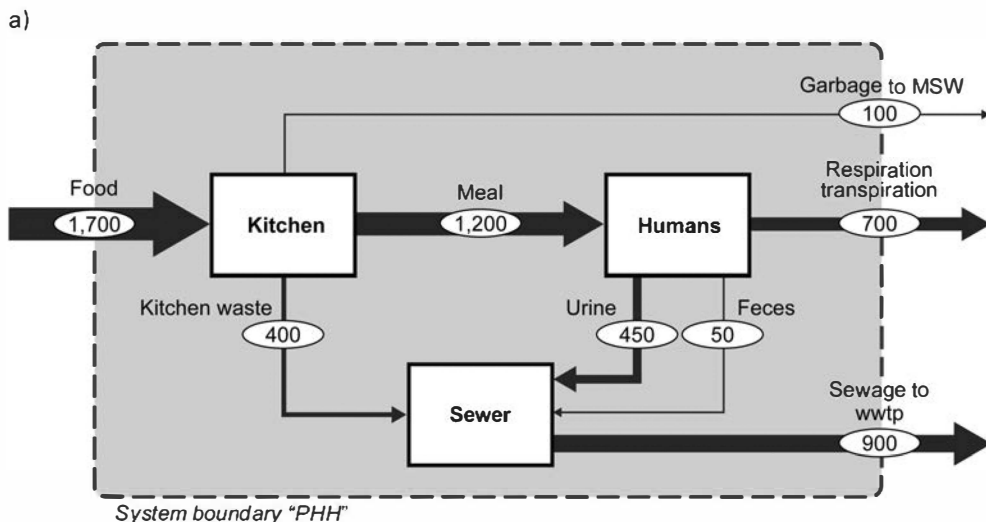 a)
Garbage to MSW
100
Food
1,700
Kitchen
Meal
1,200
Humans
Respiration
transpiration
700
Kitchen waste
400
Urine
450
Feces
50
Sewer
Sewage to
wwtp
900
System boundary "PHH"